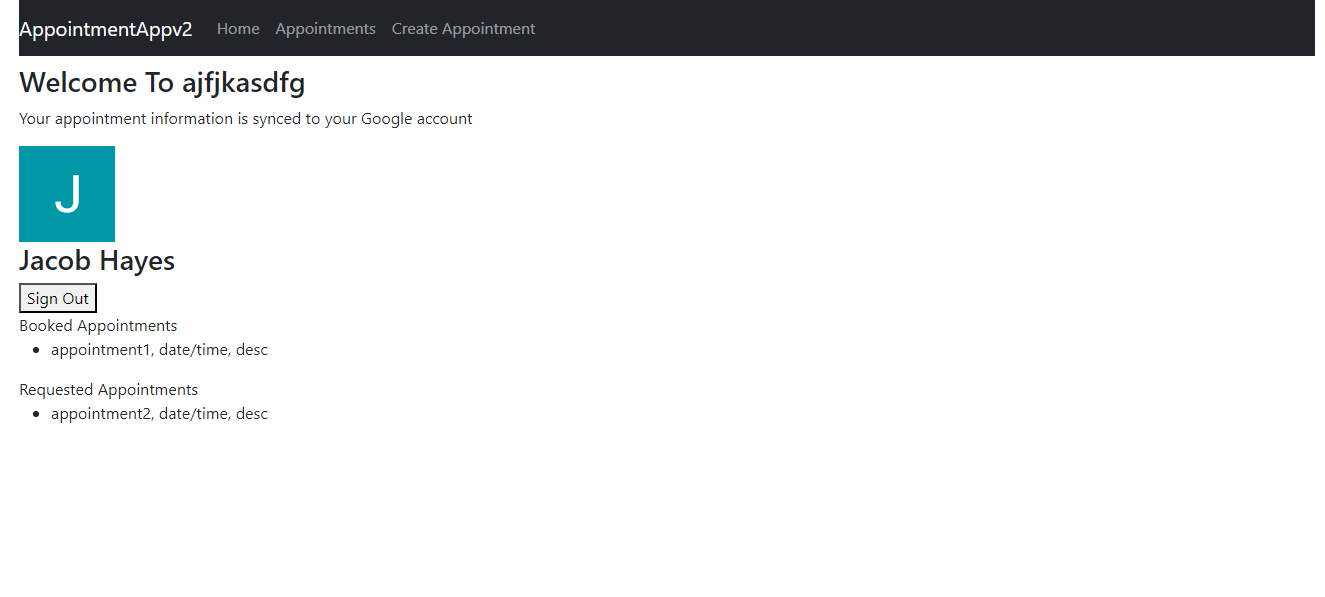 AppointmentAppv2 Home Appointments Create Appointment
Welcome To ajfjkasdfg
Your appointment information is synced to your Google account
J
Jacob Hayes
Sign Out
Booked Appointments
appointment1, date/time, desc
Requested Appointments
appointment2, date/time, desc